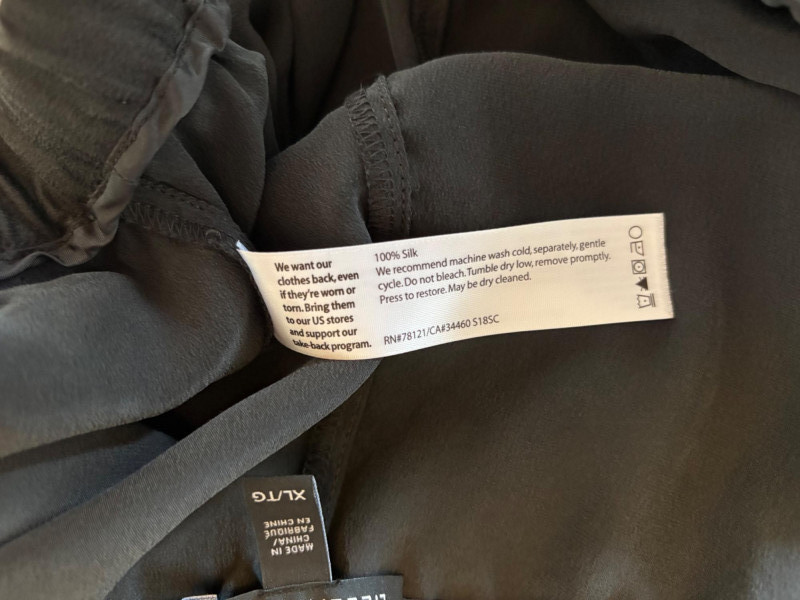 We want our
clothes back, even
if they're worn or
torn. Bring them
to our US stores
and support our
take-back program.
100% Silk
We recommend machine wash cold, separately, gentle
cycle. Do not bleach. Tumble dry low, remove promptly.
Press to restore. May be dry cleaned.
RN#78121/CA#34460 S18SC
XL/TG
MADE IN
CHINA/
FABRIQUÉ
EN CHINE